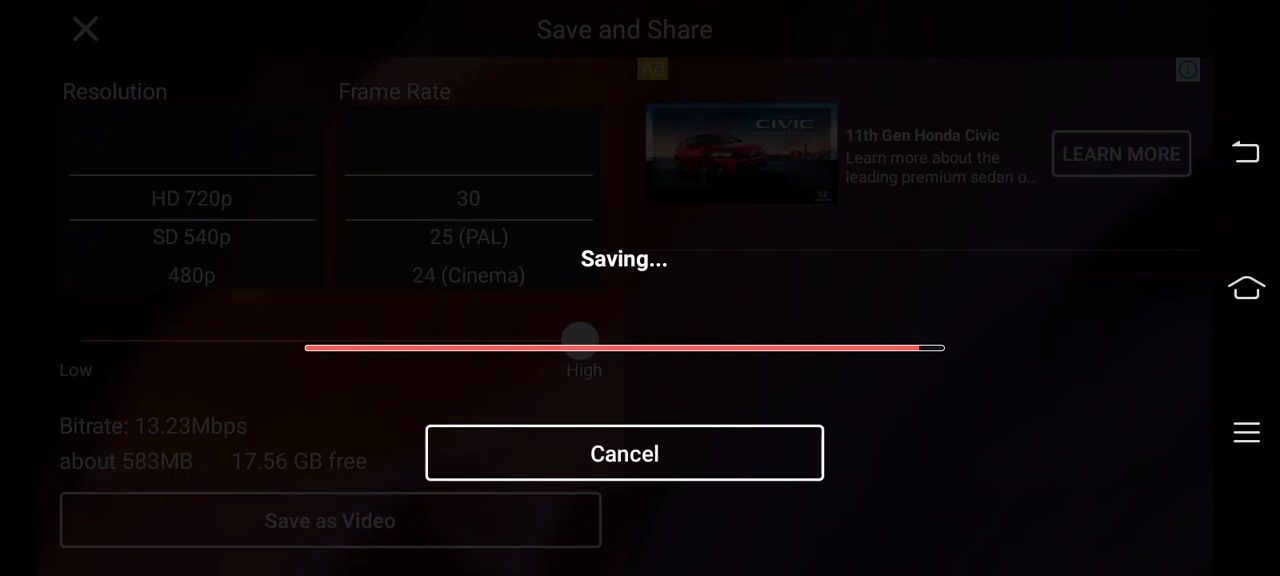 Save and Share
Resolution
Frame Rate
HD 720p
SD 540p
480p
30
25 (PAL)
24 (Cinema)
Ad
CIVIC
11th Gen Honda Civic
Learn more about the
leading premium sedan o...
LEARN MORE
Saving...
Low
High
Bitrate: 13.23Mbps
about 583MB 17.56 GB free
Cancel
Save as Video